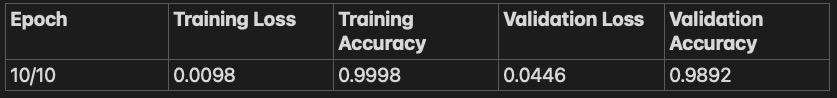 Epoch
Training Loss
Training
Accuracy
Validation Loss
Validation
Accuracy
10/10
0.0098
0.9998
0.0446
0.9892